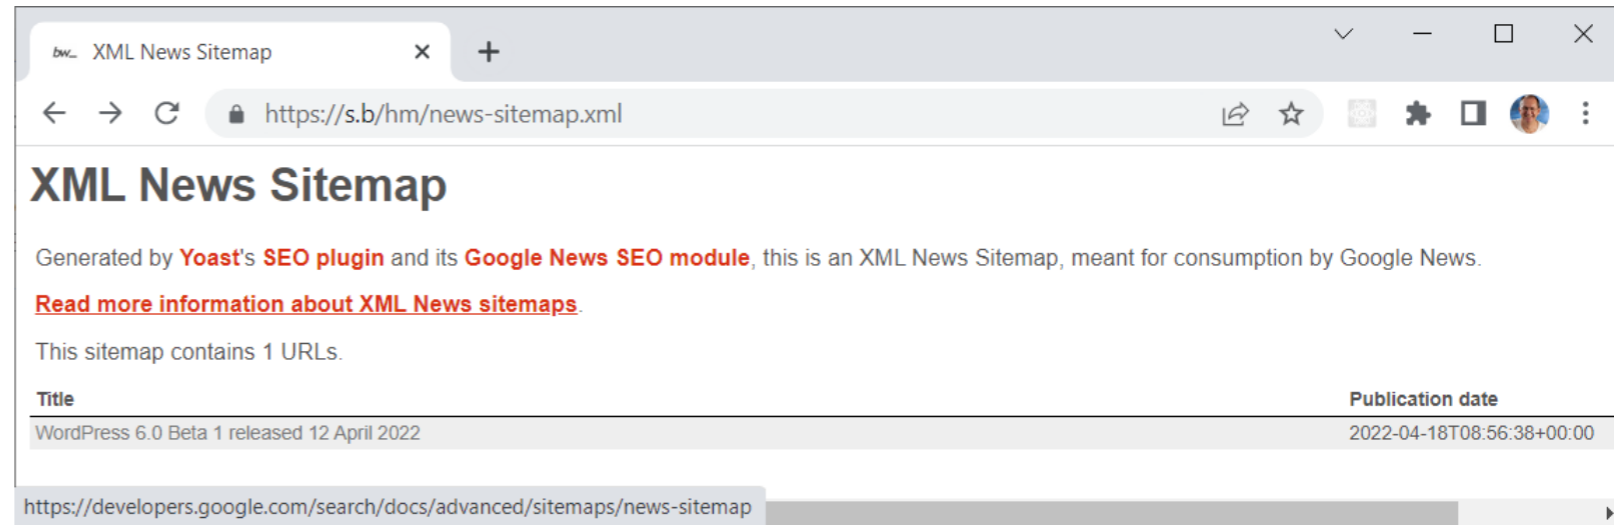 bw_ XML News Sitemap
https://s.b/hm/news-sitemap.xml
XML News Sitemap
Generated by Yoast's SEO plugin and its Google News SEO module, this is an XML News Sitemap, meant for consumption by Google News.
Read more information about XML News sitemaps.
This sitemap contains 1 URLs.
Title Publication date
WordPress 6.0 Beta 1 released 12 April 2022 2022-04-18T08:56:38+00:00
https://developers.google.com/search/docs/advanced/sitemaps/news-sitemap